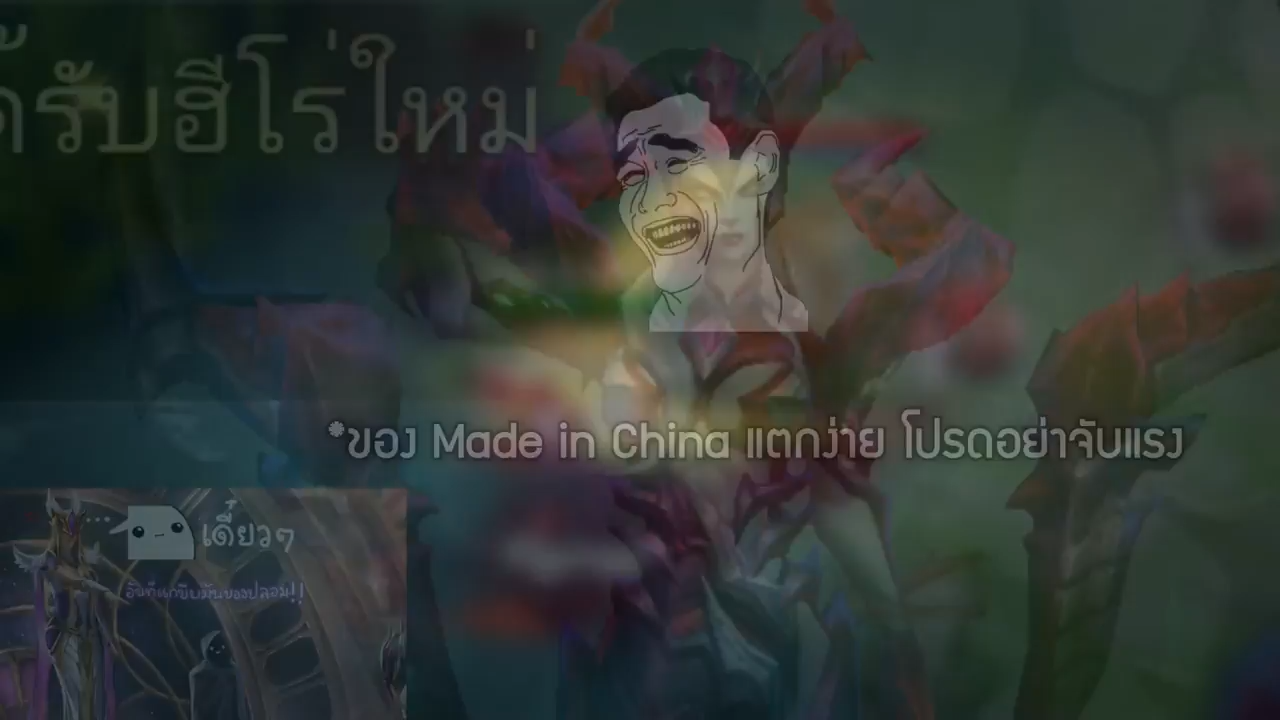 ด้รับฮีโร่ใหม่
*ของ Made in China แตกง่าย โปรดอย่าจับแรง
... เดี๋ยวๆ